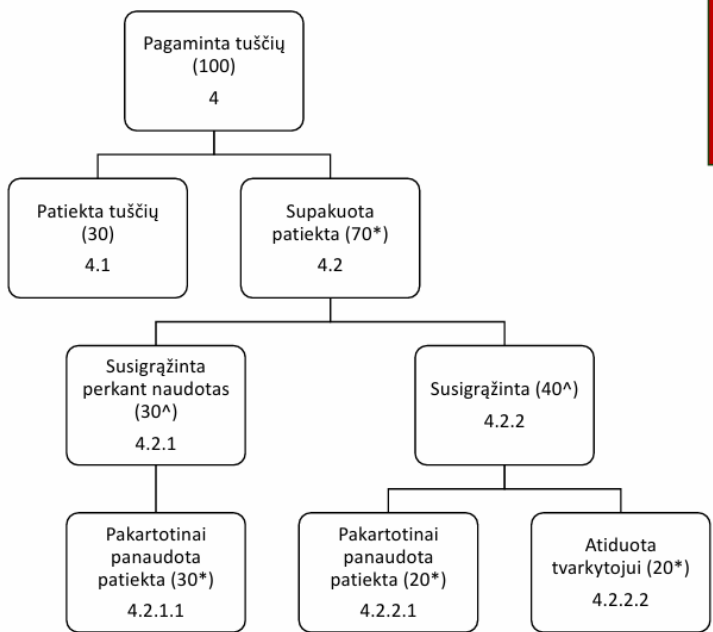 Pagaminta tuščių
(100)
4
Patiekta tuščių
(30)
4.1
Supakuota
patiekta (70*)
4.2
Susigrąžinta
perkant naudotas
(30^)
4.2.1
Susigrąžinta (40^)
4.2.2
Pakartotinai
panaudota
patiekta (30*)
4.2.1.1
Pakartotinai
panaudota
patiekta (20*)
4.2.2.1
Atiduota
tvarkytojui (20*)
4.2.2.2